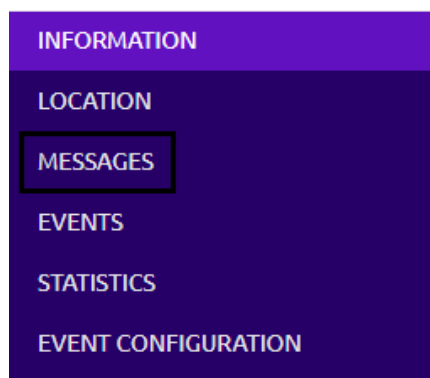 INFORMATION
LOCATION
MESSAGES
EVENTS
STATISTICS
EVENT CONFIGURATION